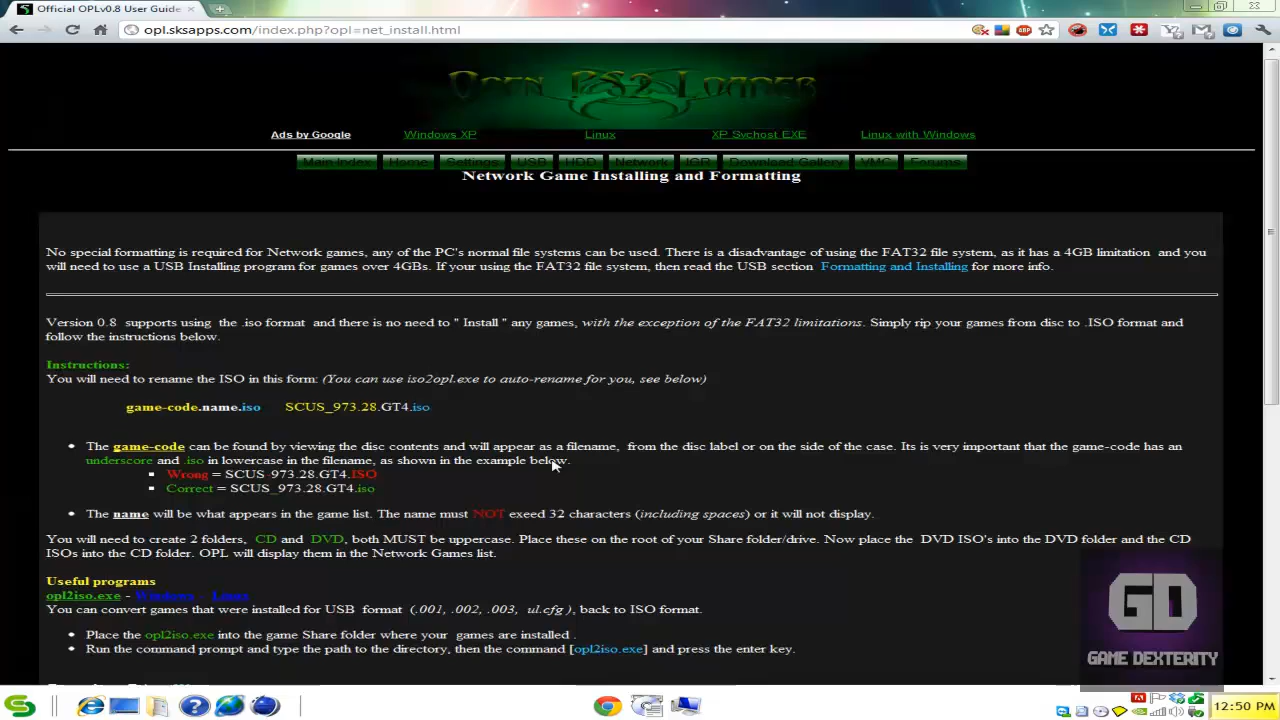 Official OPLv0.8 User Guide
opl.sksapps.com/index.php?opl=net_install.html
Open PS2 Loader
Ads by Google Windows XP Linux XP Svchost EXE Linux with Windows
Main Index Home Settings USB HDD Network IGR Download Gallery VMC Forums
Network Game Installing and Formatting
No special formatting is required for Network games, any of the PC's normal file systems can be used. There is a disadvantage of using the FAT32 file system, as it has a 4GB limitation and you
will need to use a USB Installing program for games over 4GBs. If your using the FAT32 file system, then read the USB section Formatting and Installing for more info.
Version 0.8 supports using the .iso format and there is no need to " Install " any games, with the exception of the FAT32 limitations. Simply rip your games from disc to .ISO format and
follow the instructions below.
Instructions:
You will need to rename the ISO in this form: (You can use iso2opl.exe to auto-rename for you, see below)
game-code.name.iso SCUS_973.28.GT4.iso
The game-code can be found by viewing the disc contents and will appear as a filename, from the disc label or on the side of the case. Its is very important that the game-code has an
underscore and .iso in lowercase in the filename, as shown in the example below.
Wrong = SCUS 973.28.GT4.ISO
Correct = SCUS_973.28.GT4.iso
The name will be what appears in the game list. The name must NOT exceed 32 characters (including spaces) or it will not display.
You will need to create 2 folders, CD and DVD, both MUST be uppercase. Place these on the root of your Share folder/drive. Now place the DVD ISO's into the DVD folder and the CD
ISOs into the CD folder. OPL will display them in the Network Games list.
Useful programs
opl2iso.exe - Windows - Linux
You can convert games that were installed for USB format (.001, .002, .003, ul.cfg ), back to ISO format.
Place the opl2iso.exe into the game Share folder where your games are installed .
Run the command prompt and type the path to the directory, then the command [opl2iso.exe] and press the enter key.
GD
GAME DEXTERITY
12:50 PM